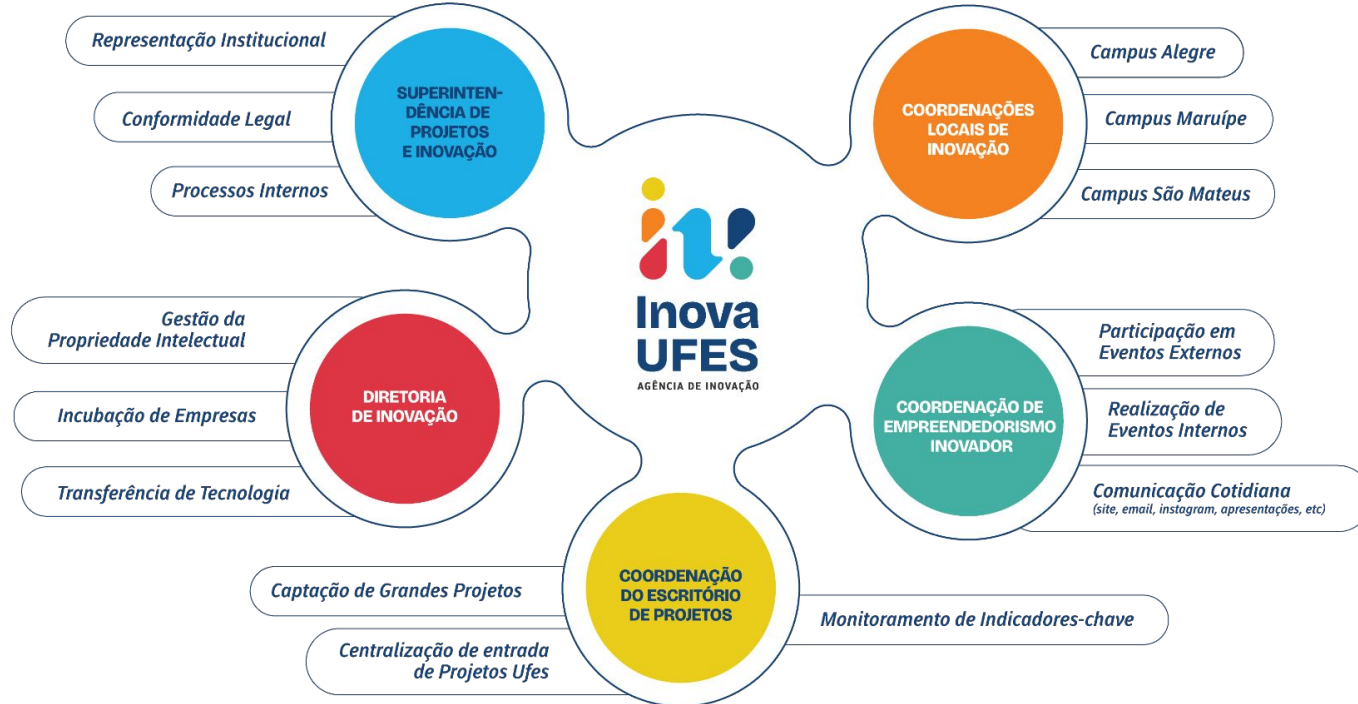 Representação Institucional
Conformidade Legal
Processos Internos
SUPERINTEN-
DÊNCIA DE
PROJETOS
E INOVAÇÃO
COORDENAÇÕES
LOCAIS DE
INOVAÇÃO
Campus Alegre
Campus Maruípe
Campus São Mateus
Inova
UFES
AGÊNCIA DE INOVAÇÃO
Gestão da
Propriedade Intelectual
Incubação de Empresas
Transferência de Tecnologia
DIRETORIA
DE INOVAÇÃO
COORDENAÇÃO DE
EMPREENDEDORISMO
INOVADOR
Participação em
Eventos Externos
Realização de
Eventos Internos
Comunicação Cotidiana
(site, email, instagram, apresentações, etc)
Captação de Grandes Projetos
Centralização de entrada
de Projetos Ufes
COORDENAÇÃO
DO ESCRITÓRIO
DE PROJETOS
Monitoramento de Indicadores-chave